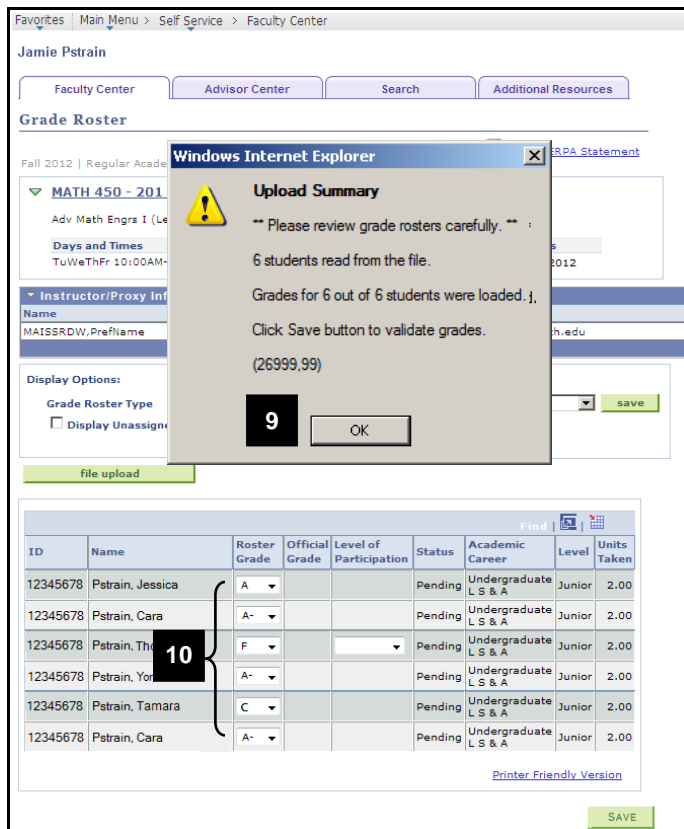 Favorites Main Menu > Self Service > Faculty Center
Jamie Pstrain
Faculty Center Advisor Center Search Additional Resources
Grade Roster
ERPA Statement
Fall 2012 | Regular Acade
MATH 450 - 201
Adv Math Engrs I (Le
Days and Times
TuWeThFr 10:00AM-
s
2012
Windows Internet Explorer
Upload Summary
** Please review grade rosters carefully. **
6 students read from the file.
Grades for 6 out of 6 students were loaded.
Click Save button to validate grades.
(26999,99)
9
OK
Instructor/Proxy Inf
Name
MAISSRDW,PrefName h.edu
Display Options:
Grade Roster Type save
Display Unassigne
file upload
Find | |
ID Name Roster Grade Official Grade Level of Participation Status Academic Career Level Units Taken
12345678 Pstrain, Jessica A Pending Undergraduate L S & A Junior 2.00
12345678 Pstrain, Cara A- Pending Undergraduate L S & A Junior 2.00
12345678 Pstrain, Tho F Pending Undergraduate L S & A Junior 2.00
10
12345678 Pstrain, Yon A- Pending Undergraduate L S & A Junior 2.00
12345678 Pstrain, Tamara C Pending Undergraduate L S & A Junior 2.00
12345678 Pstrain, Cara A- Pending Undergraduate L S & A Junior 2.00
Printer Friendly Version
SAVE